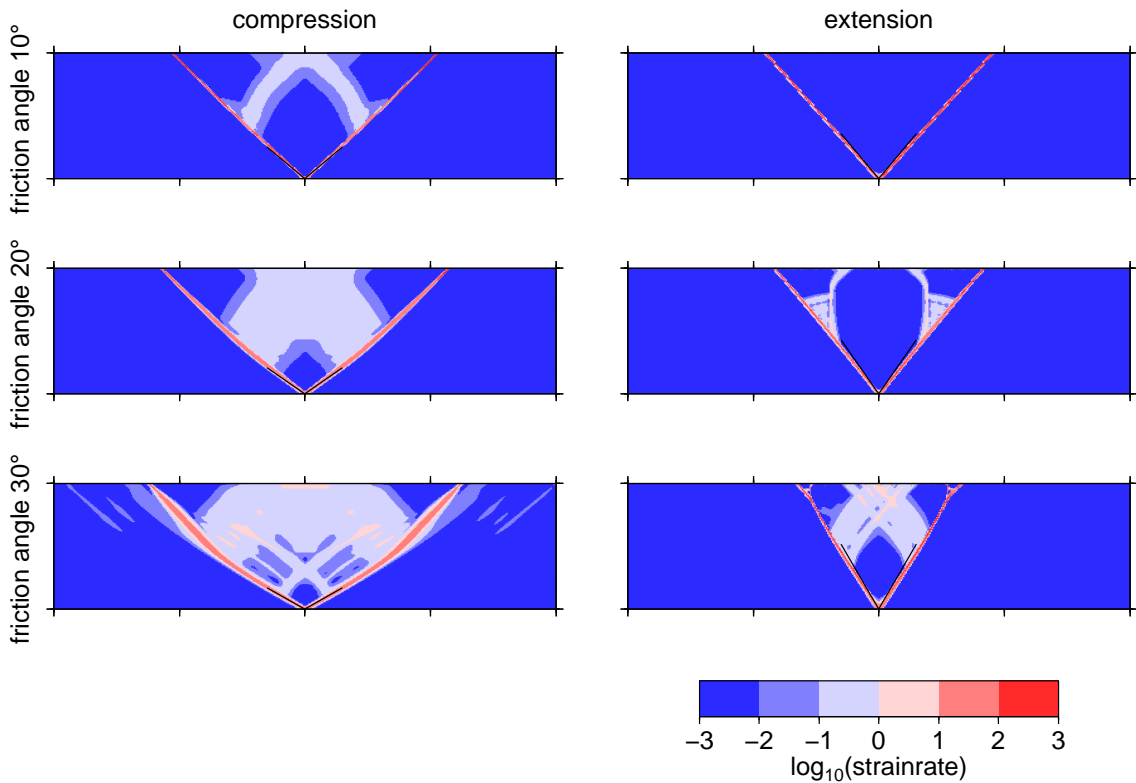 compression
extension
friction angle 10°
friction angle 20°
friction angle 30°
−3 −2 −1 0 1 2 3
log₁₀(strainrate)